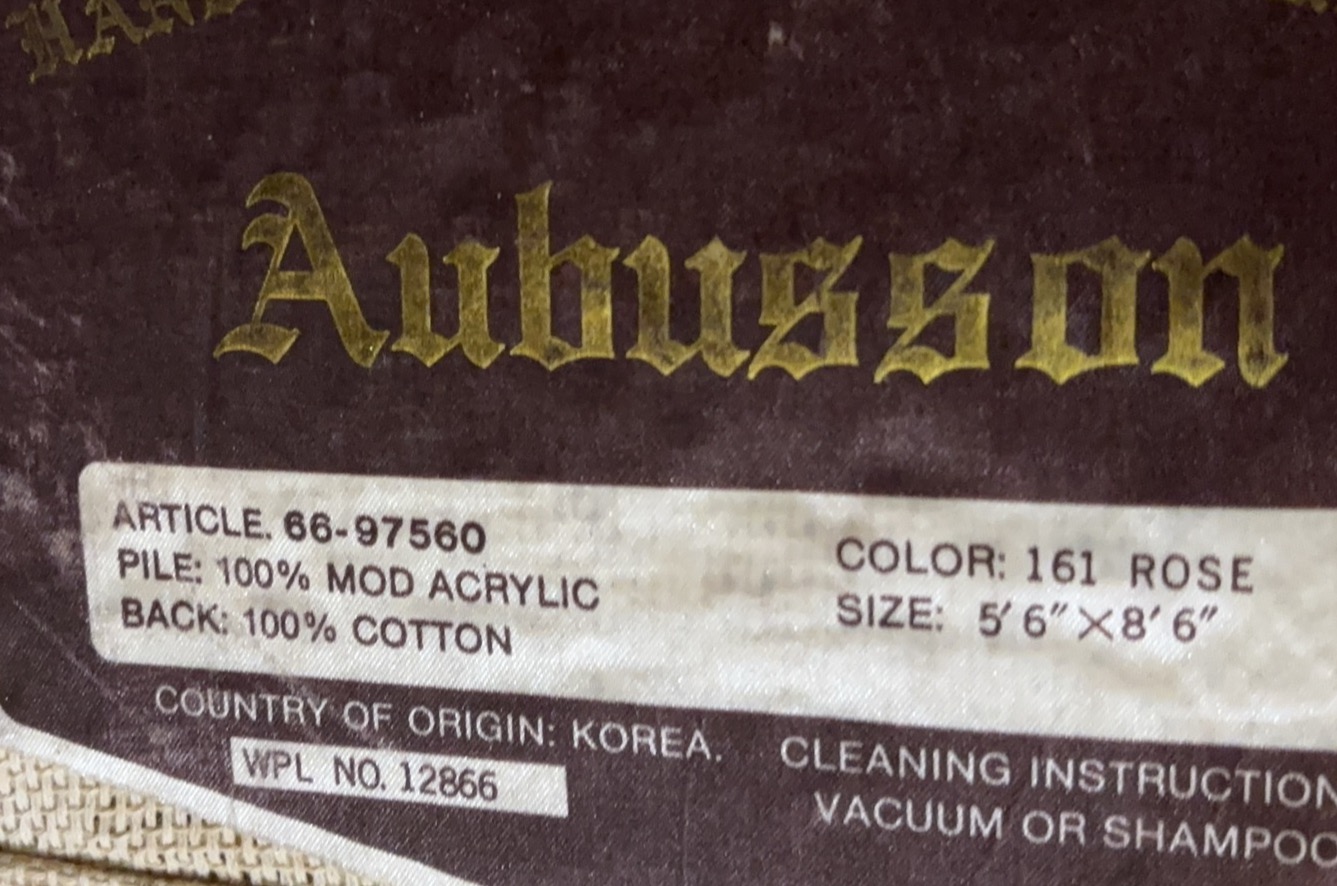 HAND
Aubusson
ARTICLE. 66-97560
PILE: 100% MOD ACRYLIC
BACK: 100% COTTON
COLOR: 161 ROSE
SIZE: 5' 6" X 8' 6"
COUNTRY OF ORIGIN: KOREA.
WPL NO. 12866
CLEANING INSTRUCTION
VACUUM OR SHAMPOO